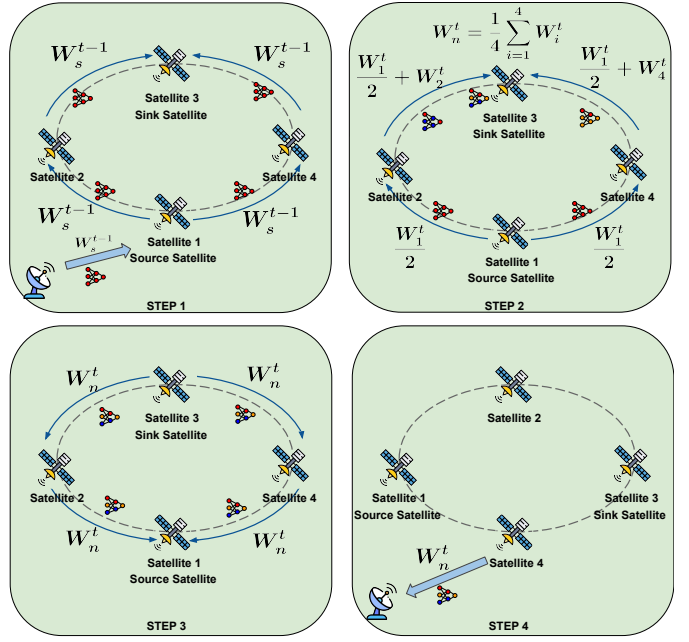 W_s^{t-1}
W_s^{t-1}
Satellite 3
Sink Satellite
Satellite 2
Satellite 4
W_s^{t-1}
W_s^{t-1}
W_s^{t-1}
Satellite 1
Source Satellite
STEP 1
W_n^t = \frac{1}{4} \sum_{i=1}^{4} W_i^t
\frac{W_1^t}{2} + W_2^t
\frac{W_1^t}{2} + W_4^t
Satellite 3
Sink Satellite
Satellite 2
Satellite 4
\frac{W_1^t}{2}
\frac{W_1^t}{2}
Satellite 1
Source Satellite
STEP 2
W_n^t
W_n^t
Satellite 3
Sink Satellite
Satellite 2
Satellite 4
W_n^t
W_n^t
Satellite 1
Source Satellite
STEP 3
Satellite 2
Satellite 1
Source Satellite
Satellite 3
Sink Satellite
W_n^t
Satellite 4
STEP 4